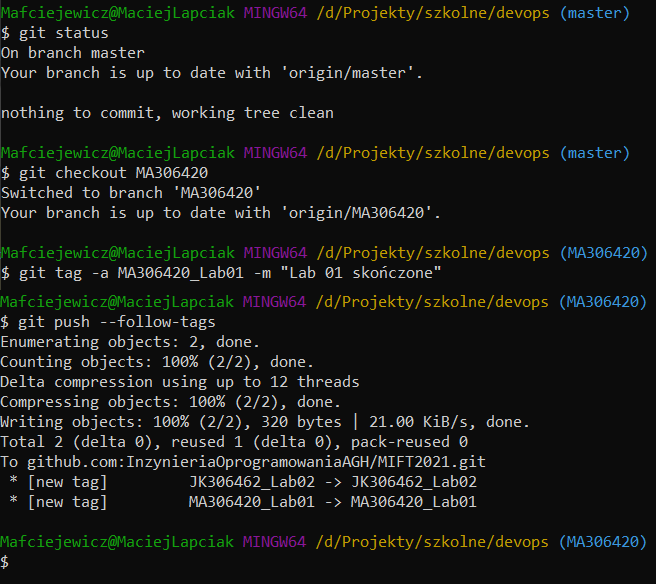 Mafciejewicz@MaciejLapciak MINGW64 /d/Projekty/szkolne/devops (master)
$ git status
On branch master
Your branch is up to date with 'origin/master'.
nothing to commit, working tree clean
Mafciejewicz@MaciejLapciak MINGW64 /d/Projekty/szkolne/devops (master)
$ git checkout MA306420
Switched to branch 'MA306420'
Your branch is up to date with 'origin/MA306420'.
Mafciejewicz@MaciejLapciak MINGW64 /d/Projekty/szkolne/devops (MA306420)
$ git tag -a MA306420_Lab01 -m "Lab 01 skończone"
Mafciejewicz@MaciejLapciak MINGW64 /d/Projekty/szkolne/devops (MA306420)
$ git push --follow-tags
Enumerating objects: 2, done.
Counting objects: 100% (2/2), done.
Delta compression using up to 12 threads
Compressing objects: 100% (2/2), done.
Writing objects: 100% (2/2), 320 bytes | 21.00 KiB/s, done.
Total 2 (delta 0), reused 1 (delta 0), pack-reused 0
To github.com:InzynieriaOprogramowaniaAGH/MIFT2021.git
 * [new tag]         JK306462_Lab02 -> JK306462_Lab02
 * [new tag]         MA306420_Lab01 -> MA306420_Lab01
Mafciejewicz@MaciejLapciak MINGW64 /d/Projekty/szkolne/devops (MA306420)
$